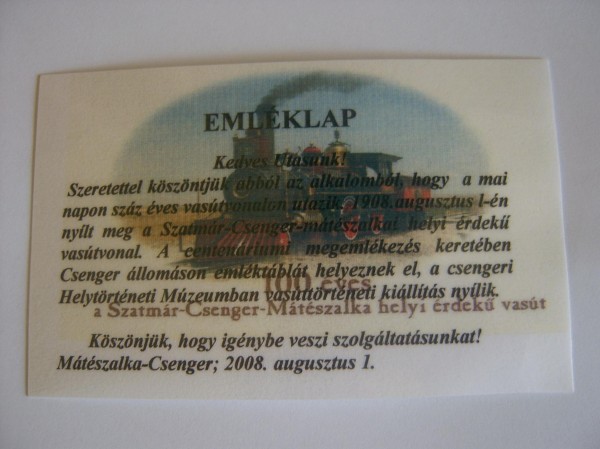 EMLÉKLAP
Kedves Utasunk!
Szeretettel köszöntjük abból az alkalomból, hogy a mai
napon száz éves vasútvonalon utazik. 1908.augusztus l-én
nyílt meg a Szatmár-Csenger-mátészalkai helyi érdekű
vasútvonal. A centenáriumi megemlékezés keretében
Csenger állomáson emléktáblát helyeznek el, a csengeri
100 éves
Helytörténeti Múzeumban vasúttörténeti kiállítás nyílik.
a Szatmár-Csenger-Mátészalka helyi érdekű vasút
Köszönjük, hogy igénybe veszi szolgáltatásunkat!
Mátészalka-Csenger; 2008. augusztus 1.